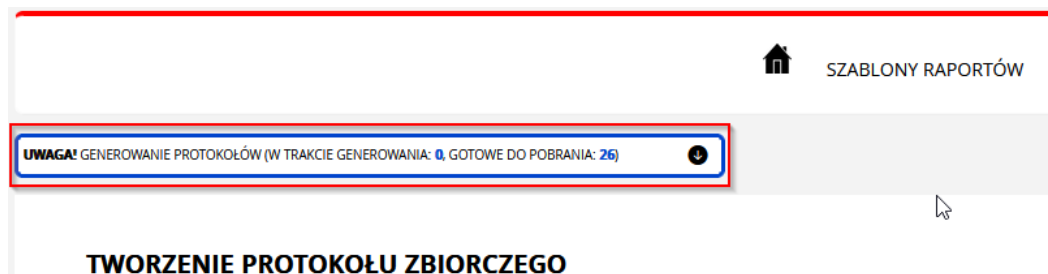 SZABLONY RAPORTÓW
UWAGA! GENEROWANIE PROTOKOŁÓW (W TRAKCIE GENEROWANIA: 0, GOTOWE DO POBRANIA: 26)
TWORZENIE PROTOKOŁU ZBIORCZEGO